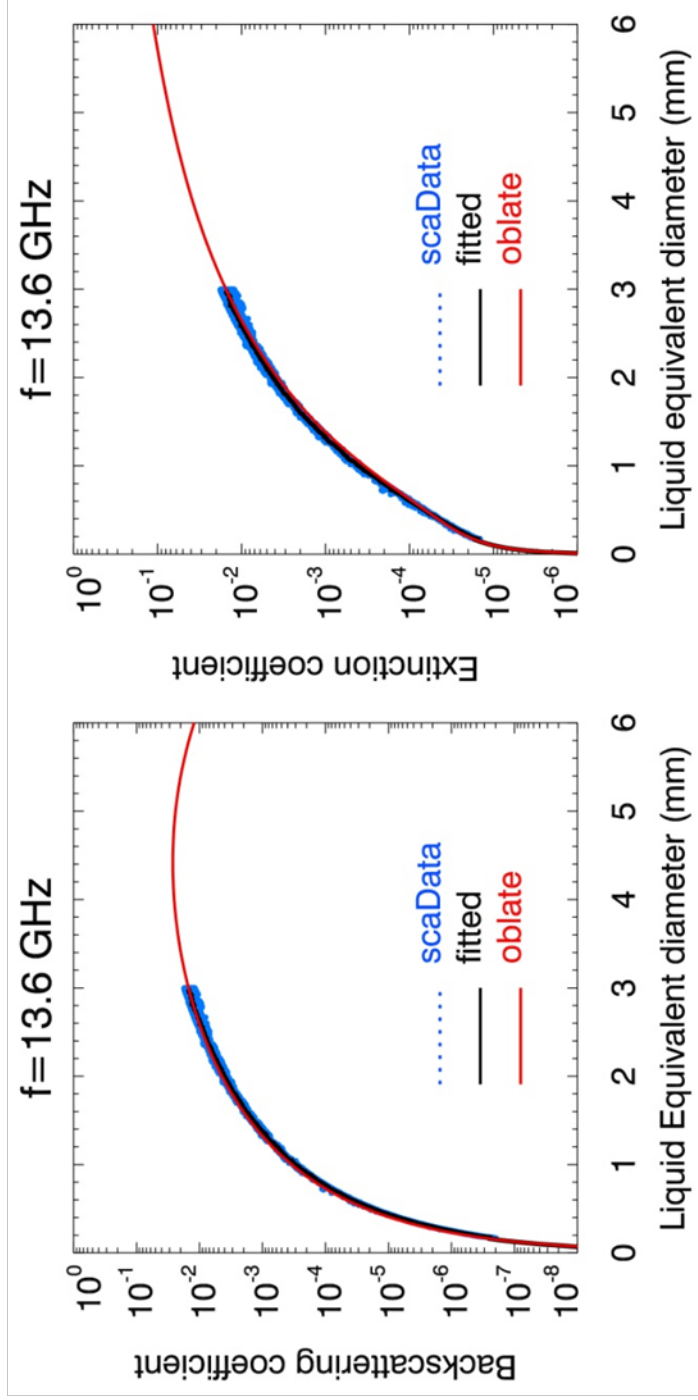 f=13.6 GHz
Backscattering coefficient
10^0
10^-1
10^-2
10^-3
10^-4
10^-5
10^-6
10^-7
10^-8
scaData
fitted
oblate
0 1 2 3 4 5 6
Liquid Equivalent diameter (mm)
f=13.6 GHz
Extinction coefficient
10^0
10^-1
10^-2
10^-3
10^-4
10^-5
10^-6
scaData
fitted
oblate
0 1 2 3 4 5 6
Liquid equivalent diameter (mm)